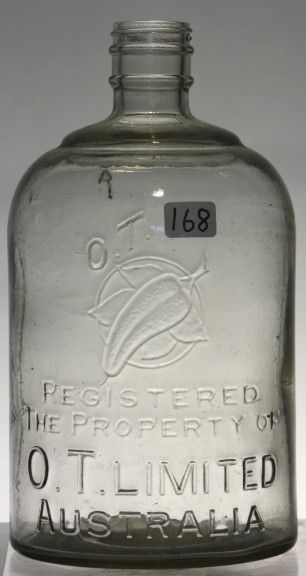 A
168
O.T.
REGISTERED
THE PROPERTY OF
O.T. LIMITED
AUSTRALIA